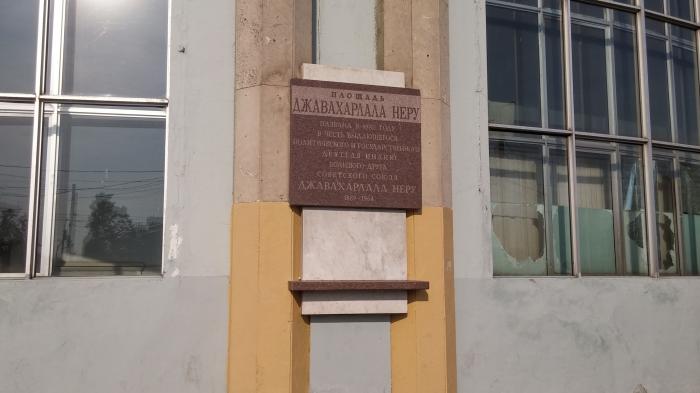 ПЛОЩАДЬ
ДЖАВАХАРЛАЛА НЕРУ
НАЗВАНА В 1989 ГОДУ
В ЧЕСТЬ ВЫДАЮЩЕГОСЯ
ПОЛИТИЧЕСКОГО И ГОСУДАРСТВЕННОГО
ДЕЯТЕЛЯ ИНДИИ
БОЛЬШОГО ДРУГА
СОВЕТСКОГО СОЮЗА
ДЖАВАХАРЛАЛА НЕРУ
1889-1964